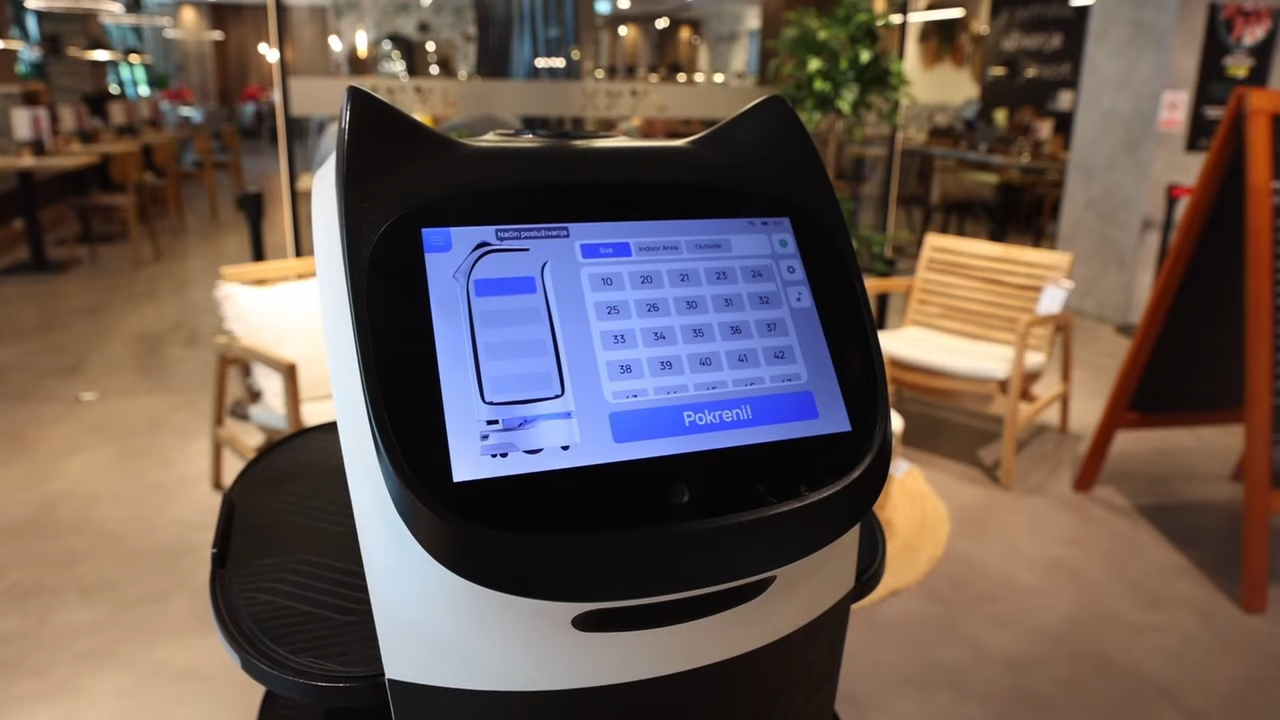 Način posluživanja
Sve Indoor Area Outside
10 20 21 23 24
25 26 30 31 32
33 34 35 36 37
38 39 40 41 42
Pokreni!